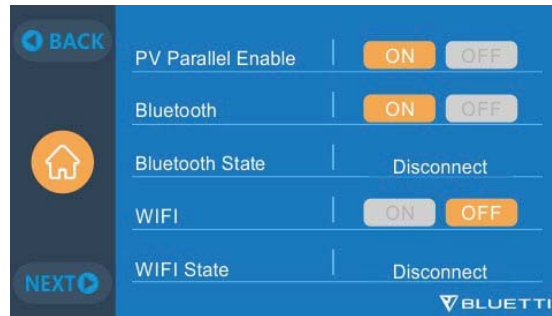 BACK
PV Parallel Enable ON OFF
Bluetooth ON OFF
Bluetooth State Disconnect
WIFI ON OFF
WIFI State Disconnect
NEXT
BLUETTI